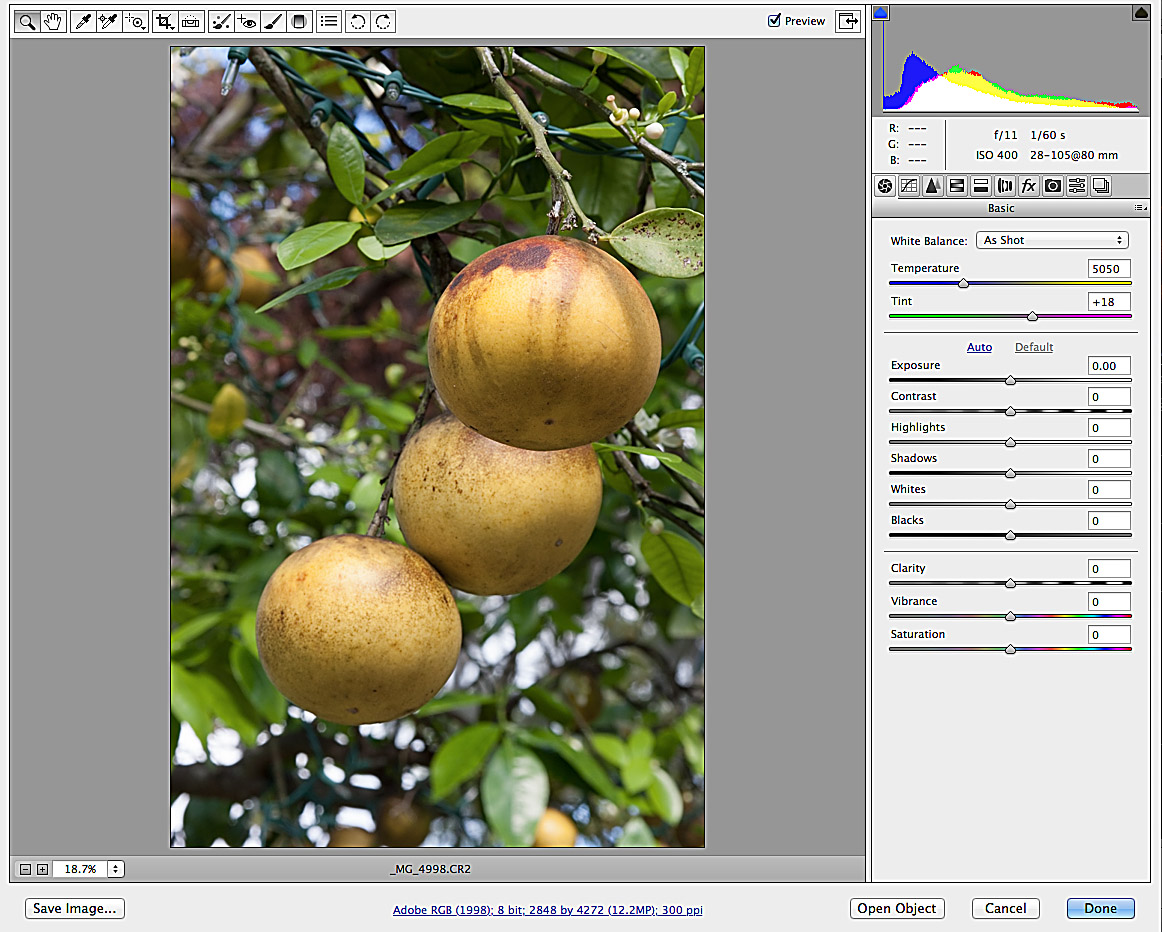 Preview
R: ---
G: ---
B: ---
f/11 1/60 s
ISO 400 28-105@80 mm
fx
Basic
White Balance: As Shot
Temperature 5050
Tint +18
Auto Default
Exposure 0.00
Contrast 0
Highlights 0
Shadows 0
Whites 0
Blacks 0
Clarity 0
Vibrance 0
Saturation 0
18.7% _MG_4998.CR2
Save Image... Adobe RGB (1998); 8 bit; 2848 by 4272 (12.2MP); 300 ppi Open Object Cancel Done